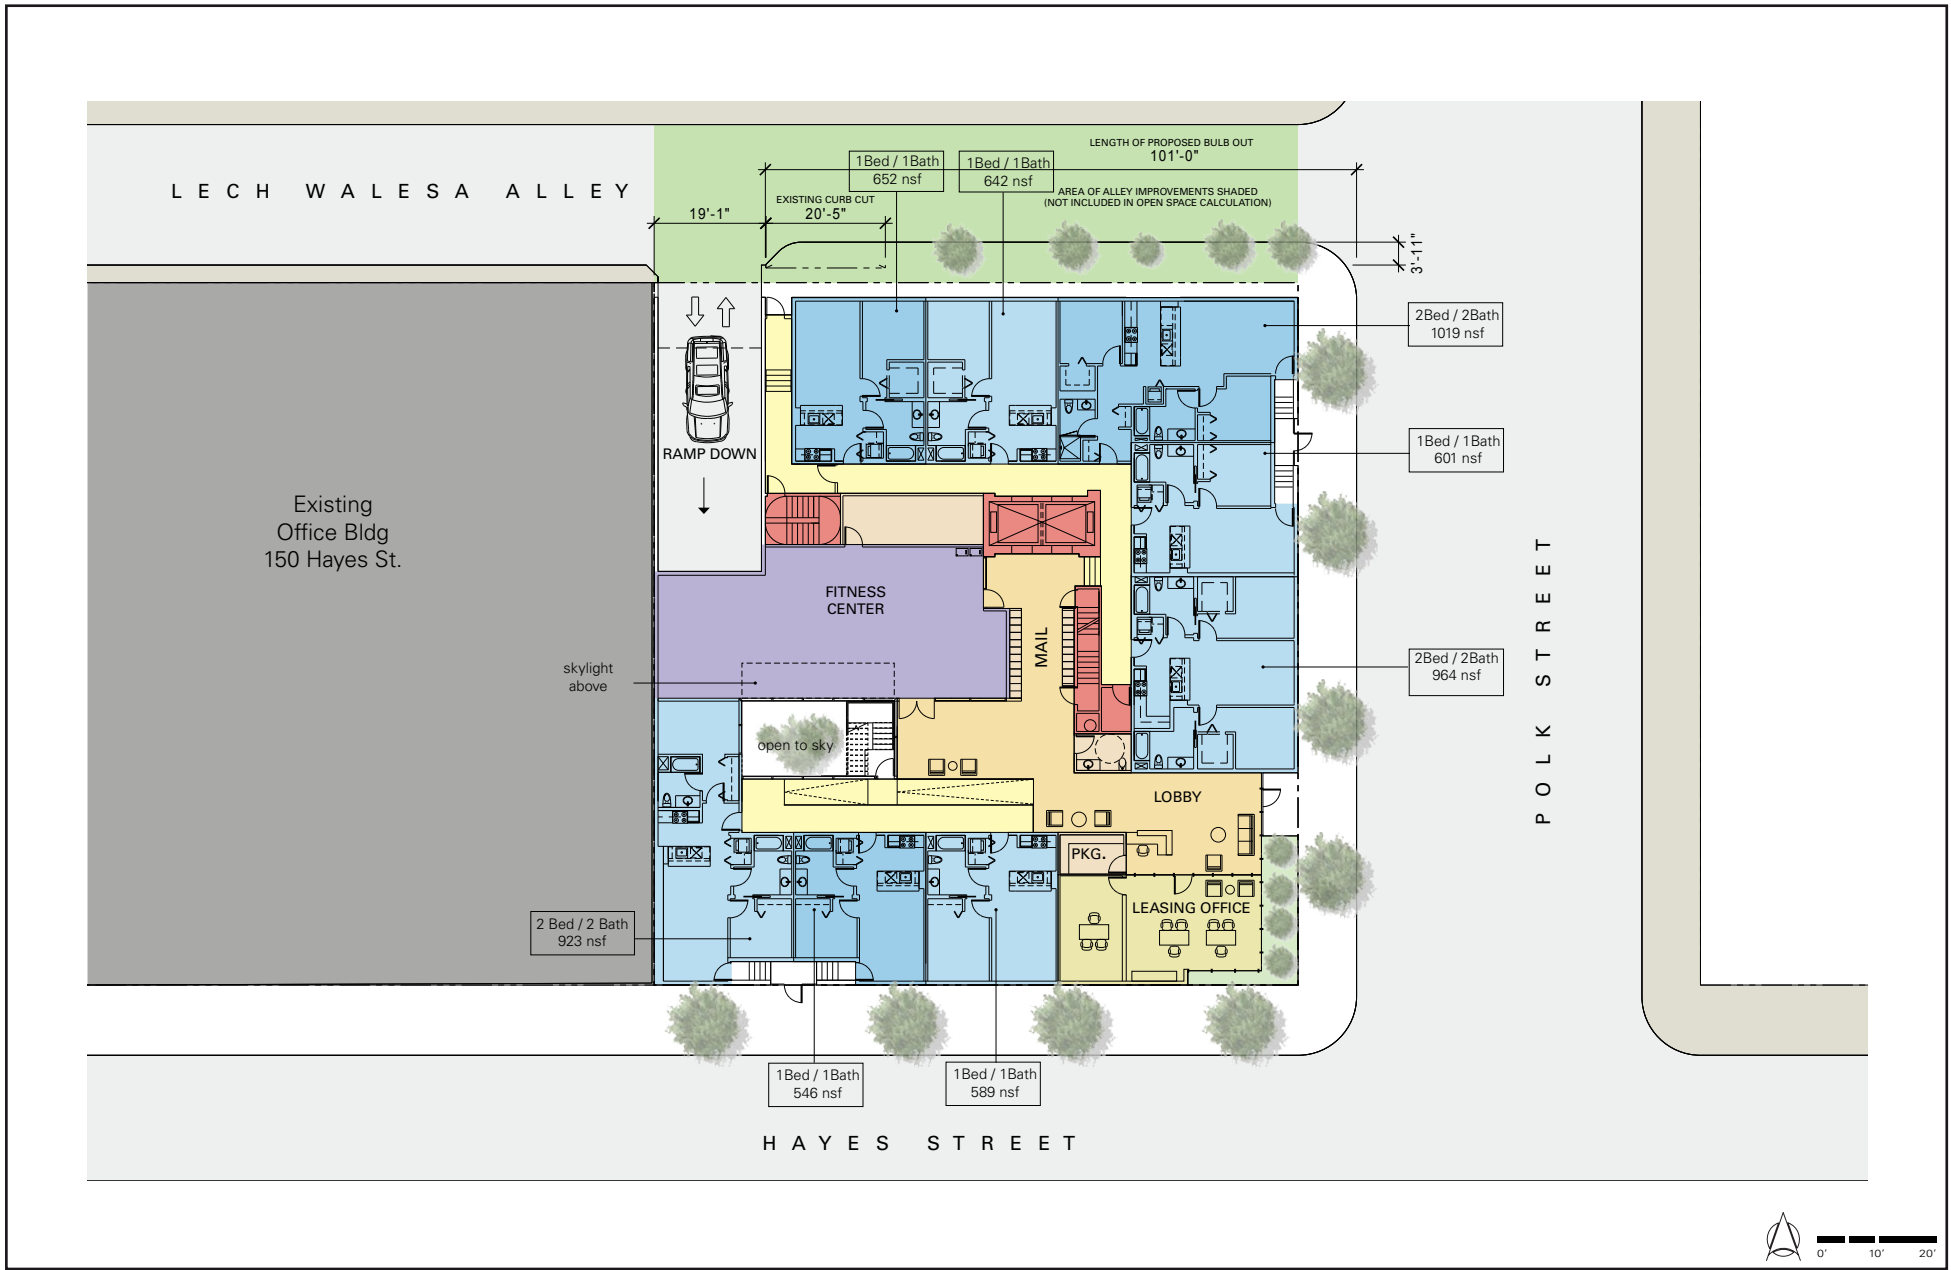 LENGTH OF PROPOSED BULB OUT
101'-0"
1Bed / 1Bath
652 nsf
1Bed / 1Bath
642 nsf
LECH WALESA ALLEY
AREA OF ALLEY IMPROVEMENTS SHADED
(NOT INCLUDED IN OPEN SPACE CALCULATION)
EXISTING CURB CUT
19'-1"
20'-5"
3'-11"
2Bed / 2Bath
1019 nsf
1Bed / 1Bath
601 nsf
RAMP DOWN
Existing
Office Bldg
150 Hayes St.
FITNESS
CENTER
MAIL
POLK STREET
skylight
above
2Bed / 2Bath
964 nsf
open to sky
LOBBY
PKG.
LEASING OFFICE
2 Bed / 2 Bath
923 nsf
1Bed / 1Bath
546 nsf
1Bed / 1Bath
589 nsf
HAYES STREET
0'
10'
20'